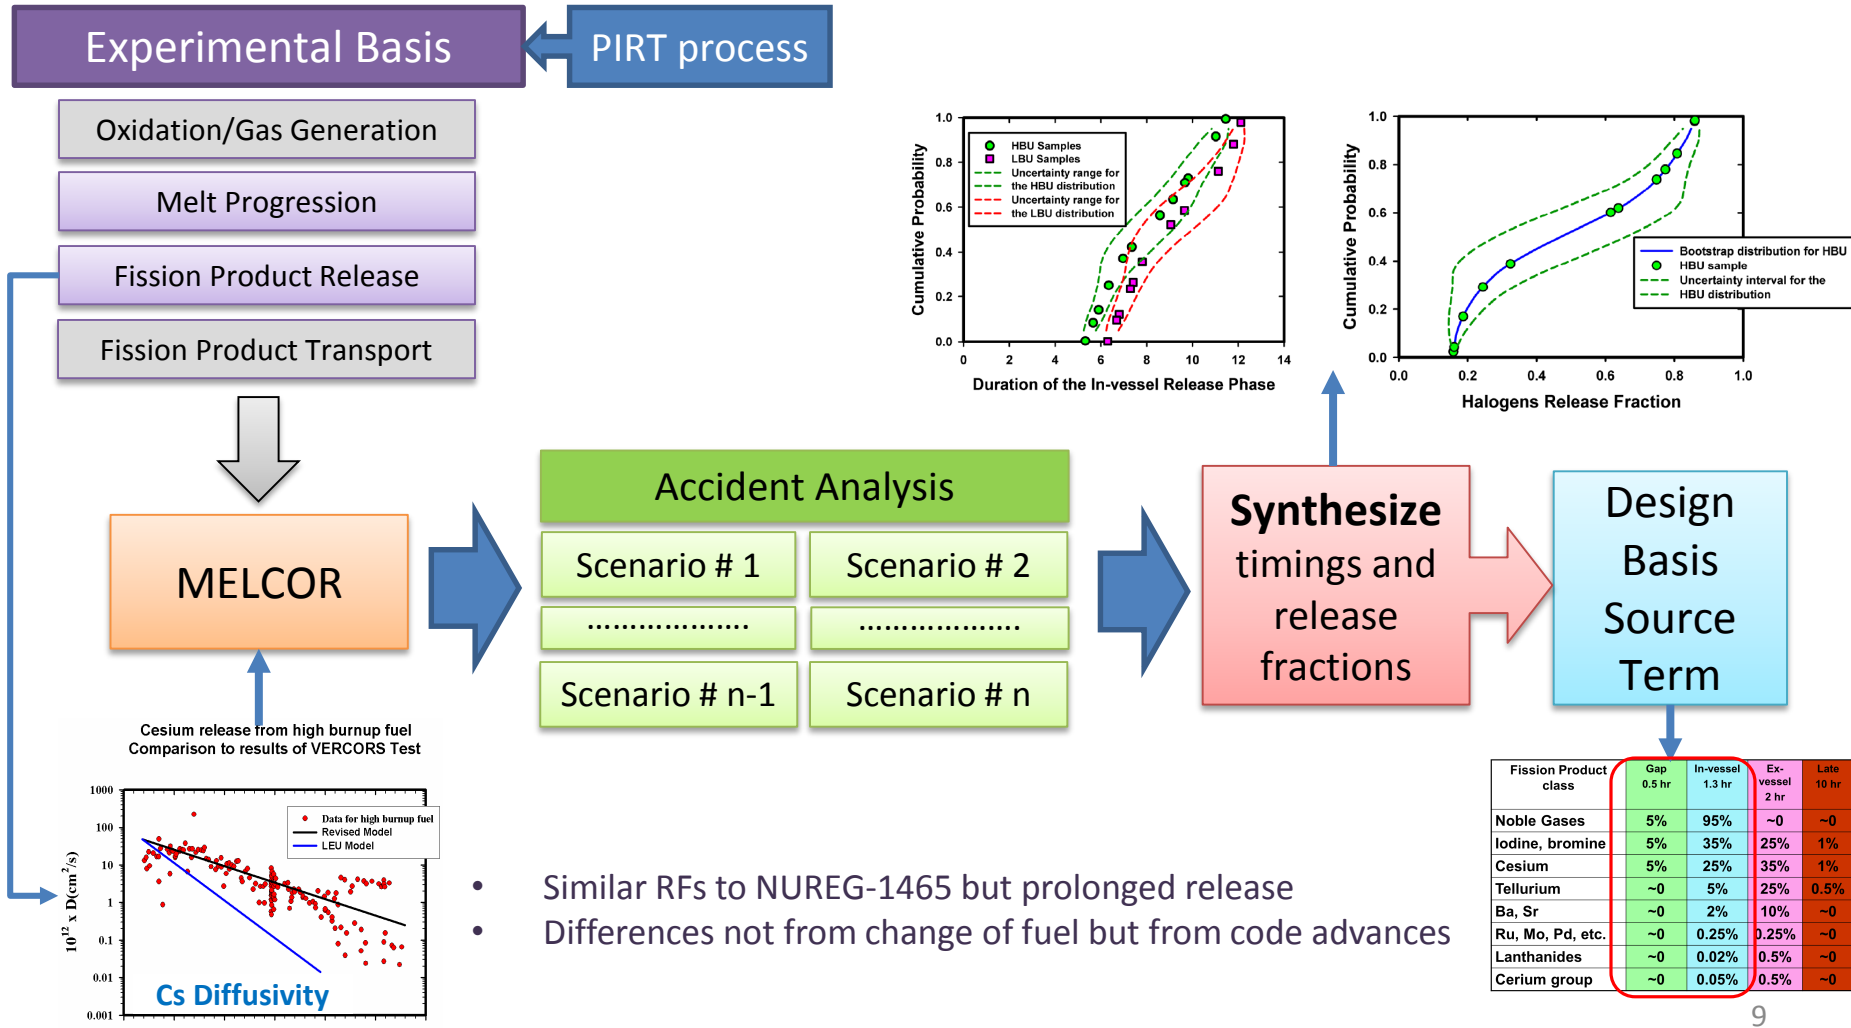 Experimental Basis
PIRT process
Oxidation/Gas Generation
Melt Progression
Fission Product Release
Fission Product Transport
MELCOR
Cesium release from high burnup fuel
Comparison to results of VERCORS Test
1000
100
10
1
0.1
0.01
0.001
10¹² x D(cm²/s)
Data for high burnup fuel
Revised Model
LEU Model
Cs Diffusivity
Accident Analysis
Scenario # 1
Scenario # 2
……………….
……………….
Scenario # n-1
Scenario # n
Cumulative Probability
1.0
0.8
0.6
0.4
0.2
0.0
HBU Samples
LBU Samples
Uncertainty range for
the HBU distribution
Uncertainty range for
the LBU distribution
0 2 4 6 8 10 12 14
Duration of the In-vessel Release Phase
Cumulative Probability
1.0
0.8
0.6
0.4
0.2
0.0
Bootstrap distribution for HBU
HBU sample
Uncertainty interval for the
HBU distribution
0.0 0.2 0.4 0.6 0.8 1.0
Halogens Release Fraction
Synthesize
timings and
release
fractions
Design
Basis
Source
Term
• Similar RFs to NUREG-1465 but prolonged release
• Differences not from change of fuel but from code advances
Fission Product class Gap 0.5 hr In-vessel 1.3 hr Ex-vessel 2 hr Late 10 hr
Noble Gases 5% 95% ~0 ~0
Iodine, bromine 5% 35% 25% 1%
Cesium 5% 25% 35% 1%
Tellurium ~0 5% 25% 0.5%
Ba, Sr ~0 2% 10% ~0
Ru, Mo, Pd, etc. ~0 0.25% 0.25% ~0
Lanthanides ~0 0.02% 0.5% ~0
Cerium group ~0 0.05% 0.5% ~0
9